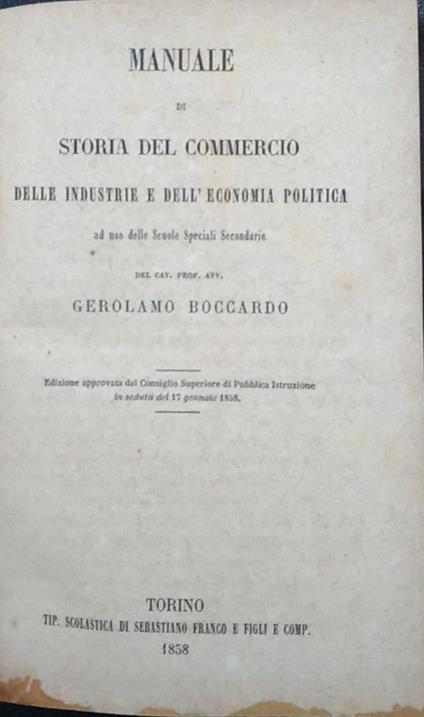 MANUALE
DI
STORIA DEL COMMERCIO
DELLE INDUSTRIE E DELL'ECONOMIA POLITICA
ad uso delle Scuole Speciali Secondarie
DEL CAV. PROF. AVV.
GEROLAMO BOCCARDO
Edizione approvata dal Consiglio Superiore di Pubblica Istruzione
in seduta del 17 gennaio 1858.
TORINO
TIP. SCOLASTICA DI SEBASTIANO FRANCO E FIGLI E COMP.
1858